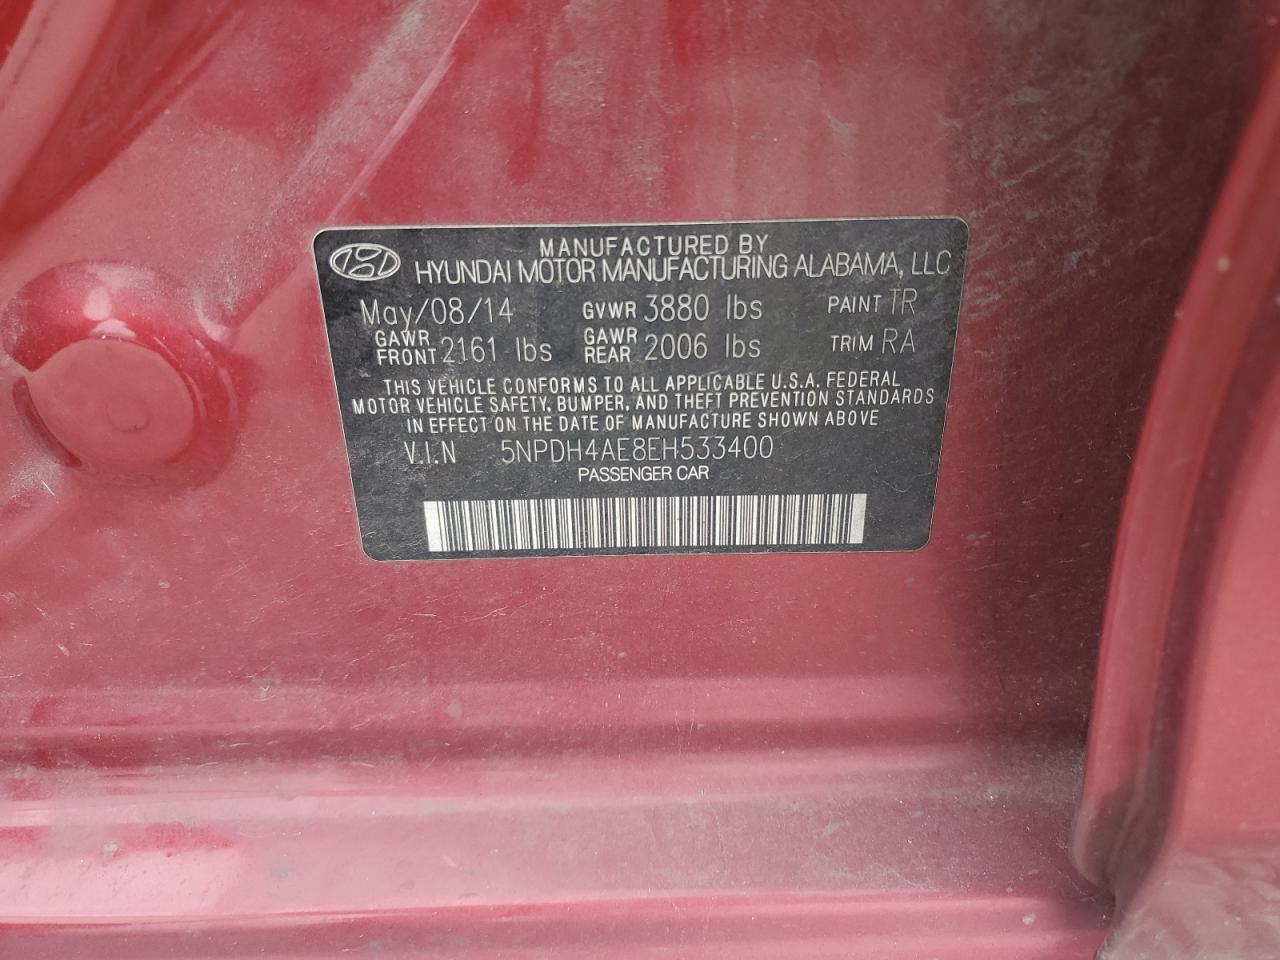 MANUFACTURED BY
HYUNDAI MOTOR MANUFACTURING ALABAMA, LLC
May/08/14 GVWR 3880 lbs PAINT TR
GAWR FRONT 2161 lbs GAWR REAR 2006 lbs TRIM RA
THIS VEHICLE CONFORMS TO ALL APPLICABLE U.S.A. FEDERAL
MOTOR VEHICLE SAFETY, BUMPER, AND THEFT PREVENTION STANDARDS
IN EFFECT ON THE DATE OF MANUFACTURE SHOWN ABOVE
V.I.N 5NPDH4AE8EH533400
PASSENGER CAR